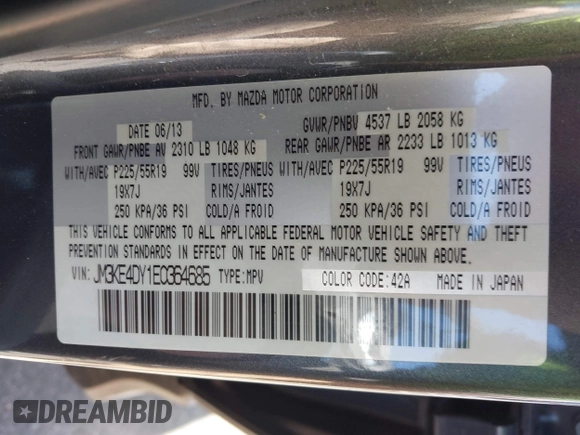 MFD. BY MAZDA MOTOR CORPORATION
DATE 06/13 GVWR/PNBV 4537 LB 2058 KG
FRONT GAWR/PNBE AV 2310 LB 1048 KG REAR GAWR/PNBE AR 2233 LB 1013 KG
WITH/AVEC P225/55R19 99V TIRES/PNEUS WITH/AVEC P225/55R19 99V TIRES/PNEUS
19X7J RIMS/JANTES 19X7J RIMS/JANTES
250 KPA/36 PSI COLD/A FROID 250 KPA/36 PSI COLD/A FROID
THIS VEHICLE CONFORMS TO ALL APPLICABLE FEDERAL MOTOR VEHICLE SAFETY AND THEFT
PREVENTION STANDARDS IN EFFECT ON THE DATE OF MANUFACTURE SHOWN ABOVE.
VIN: JM3KE4DY1E0364685 TYPE:MPV COLOR CODE:42A MADE IN JAPAN
DREAMBID